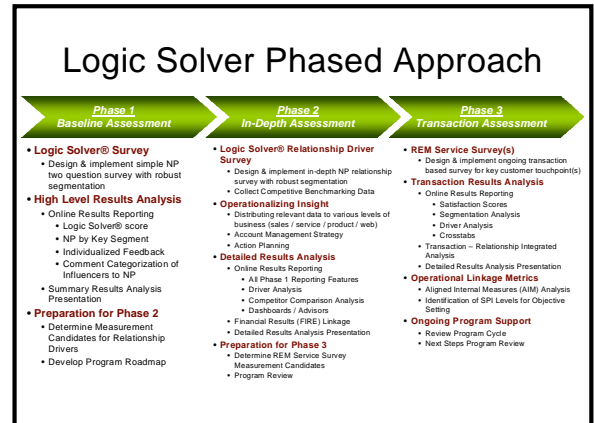 Logic Solver Phased Approach
Phase 1
Baseline Assessment
Phase 2
In-Depth Assessment
Phase 3
Transaction Assessment
• Logic Solver® Survey
• Design & implement simple NP
two question survey with robust
segmentation
• High Level Results Analysis
• Online Results Reporting
• Logic Solver® score
• NP by Key Segment
• Individualized Feedback
• Comment Categorization of
Influencers to NP
• Summary Results Analysis
Presentation
• Preparation for Phase 2
• Determine Measurement
Candidates for Relationship
Drivers
• Develop Program Roadmap
• Logic Solver® Relationship Driver
Survey
• Design & implement in-depth NP relationship
survey with robust segmentation
• Collect Competitive Benchmarking Data
• Operationalizing Insight
• Distributing relevant data to various levels of
business (sales / service / product / web)
• Account Management Strategy
• Action Planning
• Detailed Results Analysis
• Online Results Reporting
• All Phase 1 Reporting Features
• Driver Analysis
• Competitor Comparison Analysis
• Dashboards / Advisors
• Financial Results (FIRE) Linkage
• Detailed Results Analysis Presentation
• Preparation for Phase 3
• Determine REM Service Survey
Measurement Candidates
• Program Review
• REM Service Survey(s)
• Design & implement ongoing transaction
based survey for key customer touchpoint(s)
• Transaction Results Analysis
• Online Results Reporting
• Satisfaction Scores
• Segmentation Analysis
• Driver Analysis
• Crosstabs
• Transaction – Relationship Integrated
Analysis
• Detailed Results Analysis Presentation
• Operational Linkage Metrics
• Aligned Internal Measures (AIM) Analysis
• Identification of SPI Levels for Objective
Setting
• Ongoing Program Support
• Review Program Cycle
• Next Steps Program Review